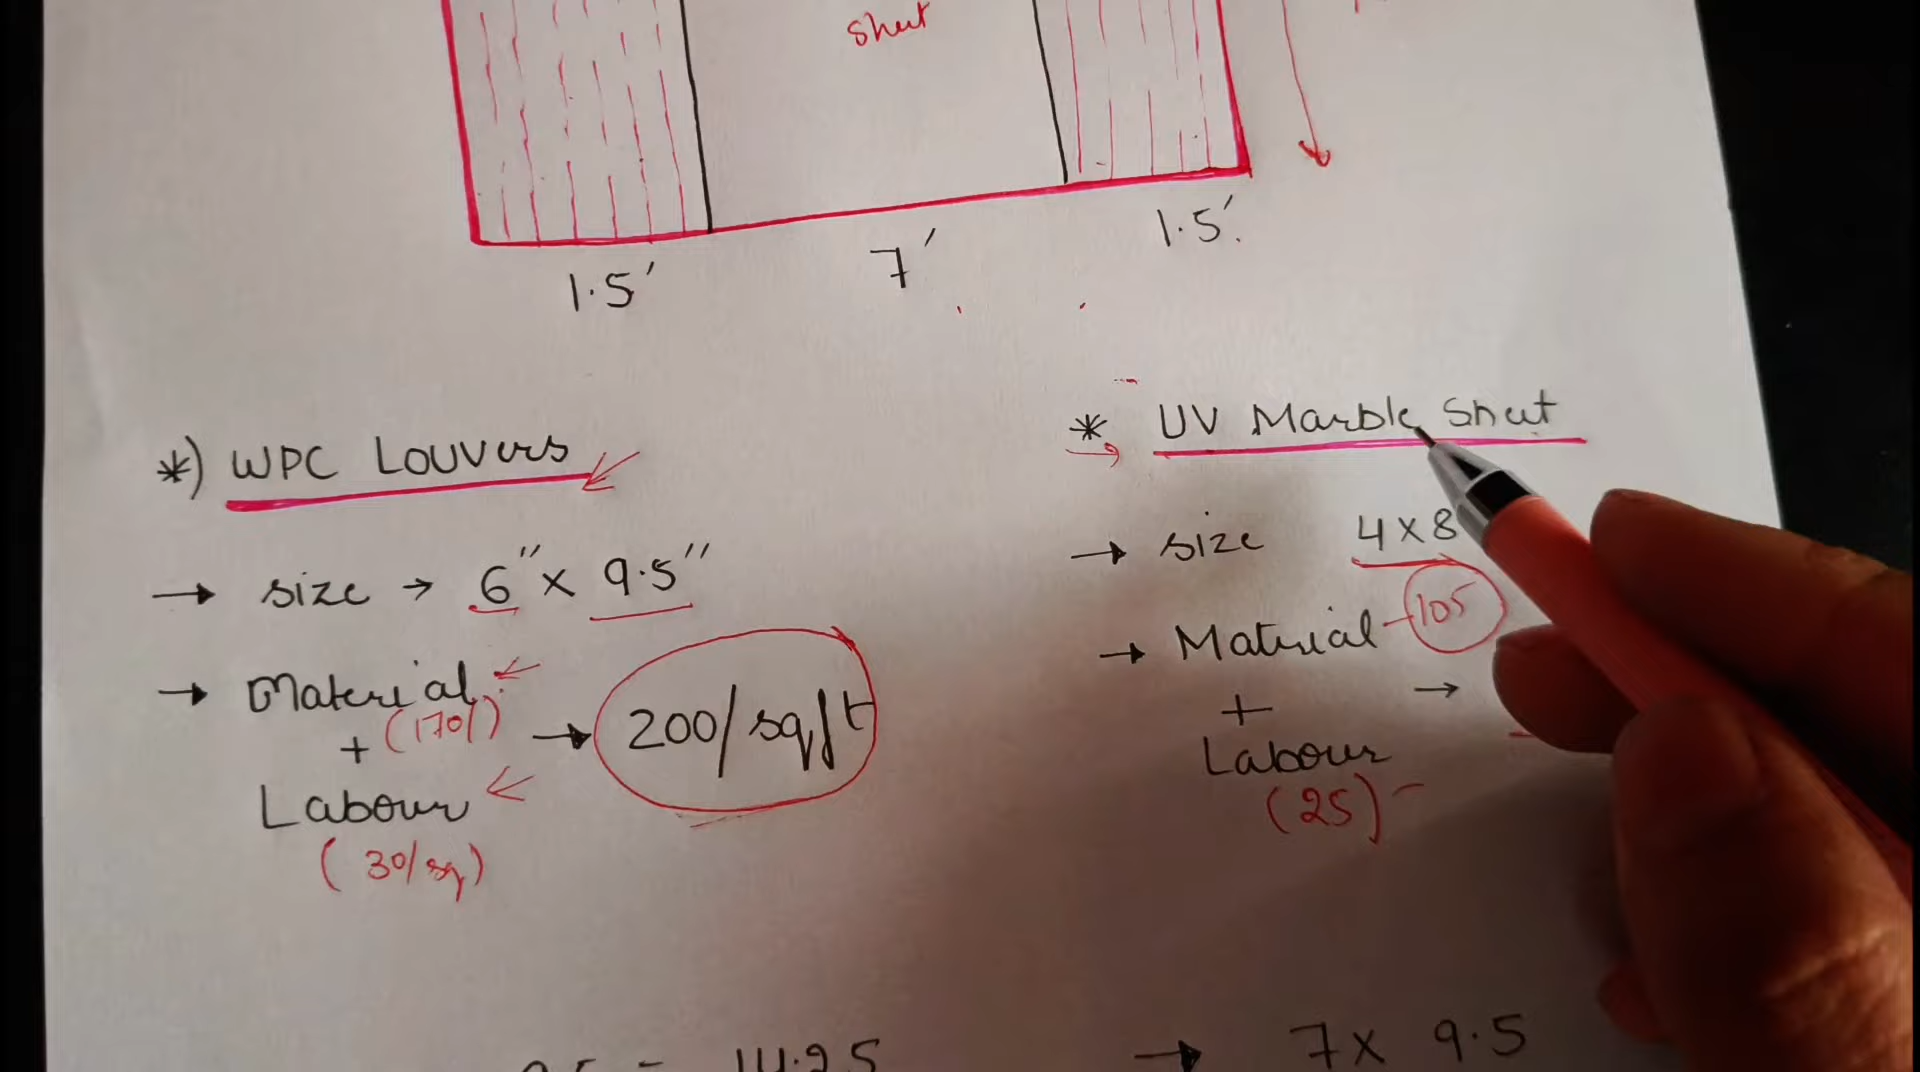 sheet
1.5'
7'
1.5'.
*) WPC Louvers
→ size → 6" x 9.5"
→ Material
+ (170/)
→ 200/sqft
Labour
(30/sq)
* UV Marble Sheet
→ size 4x8
→ Material - 105
+ →
Labour
(25)
= 14.25
→ 7x 9.5